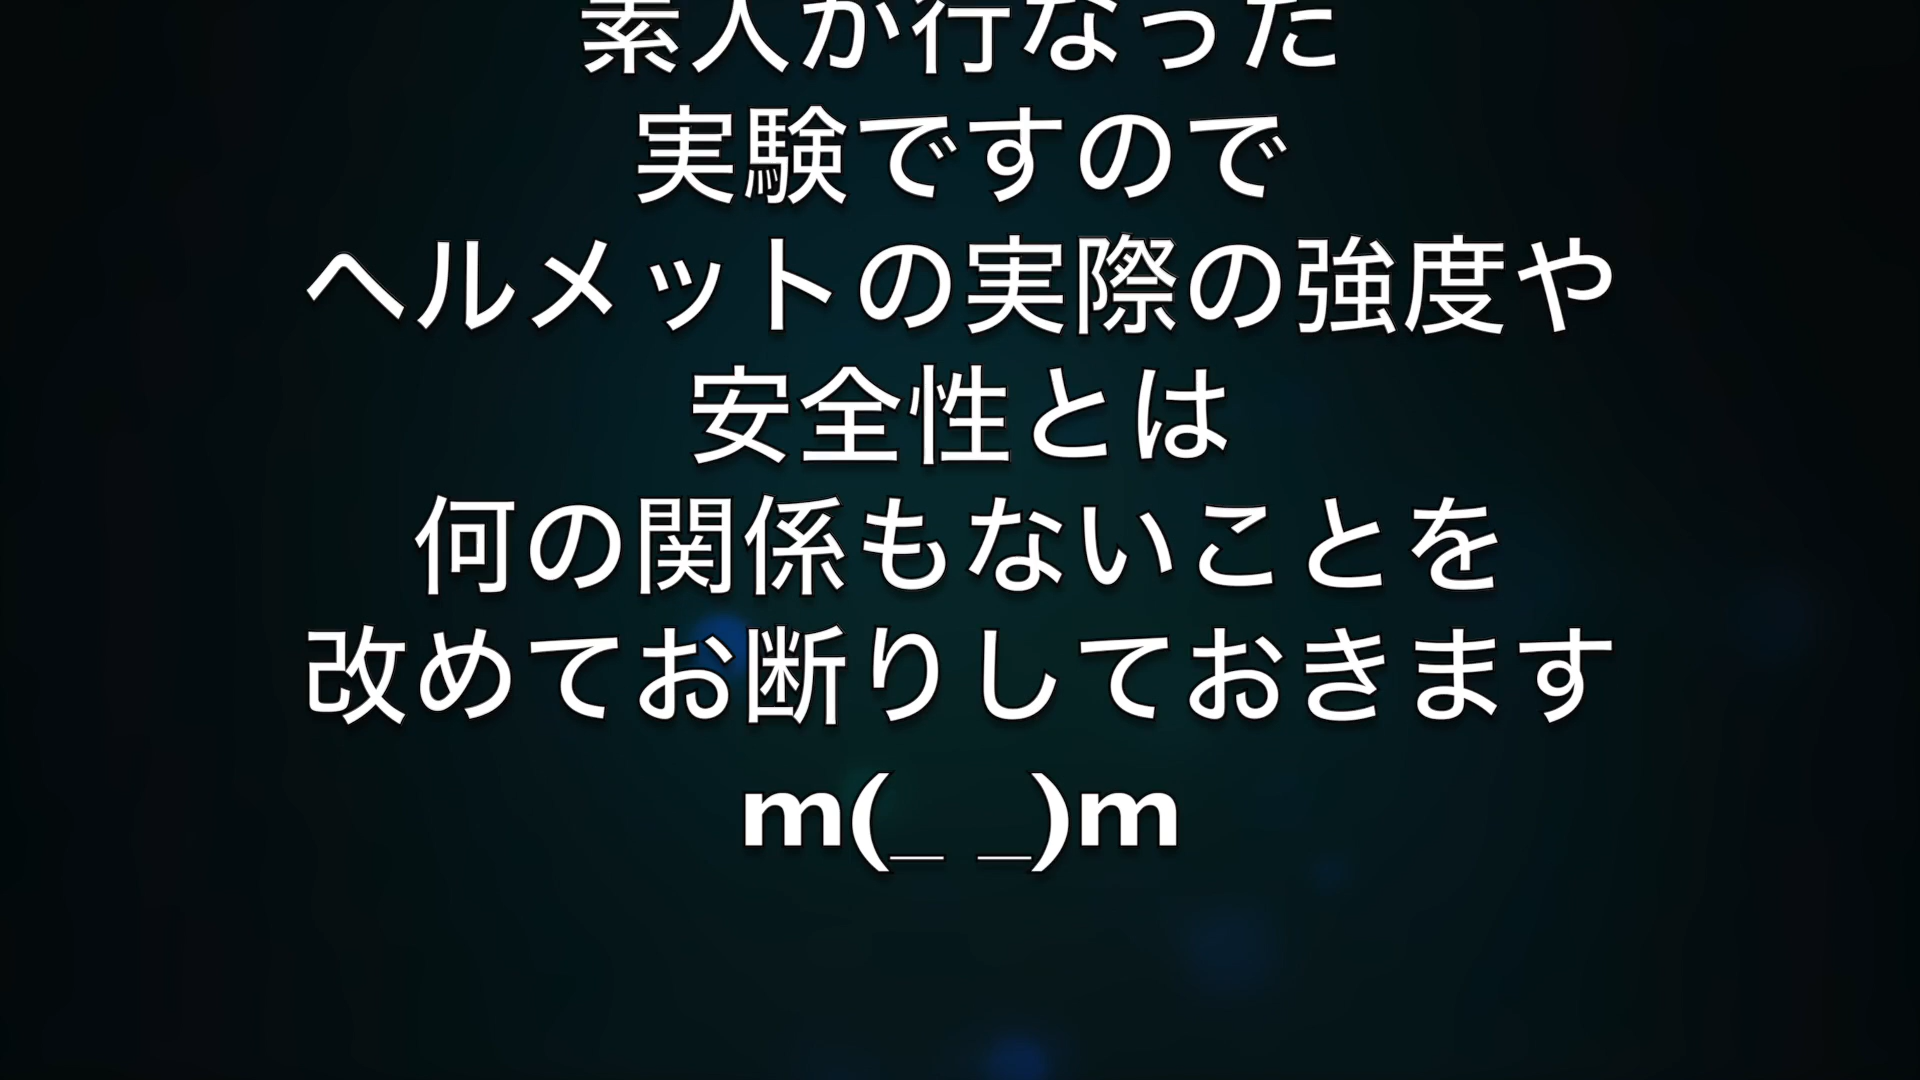 素人が行なった
実験ですので
ヘルメットの実際の強度や
安全性とは
何の関係もないことを
改めてお断りしておきます
m(_ _)m